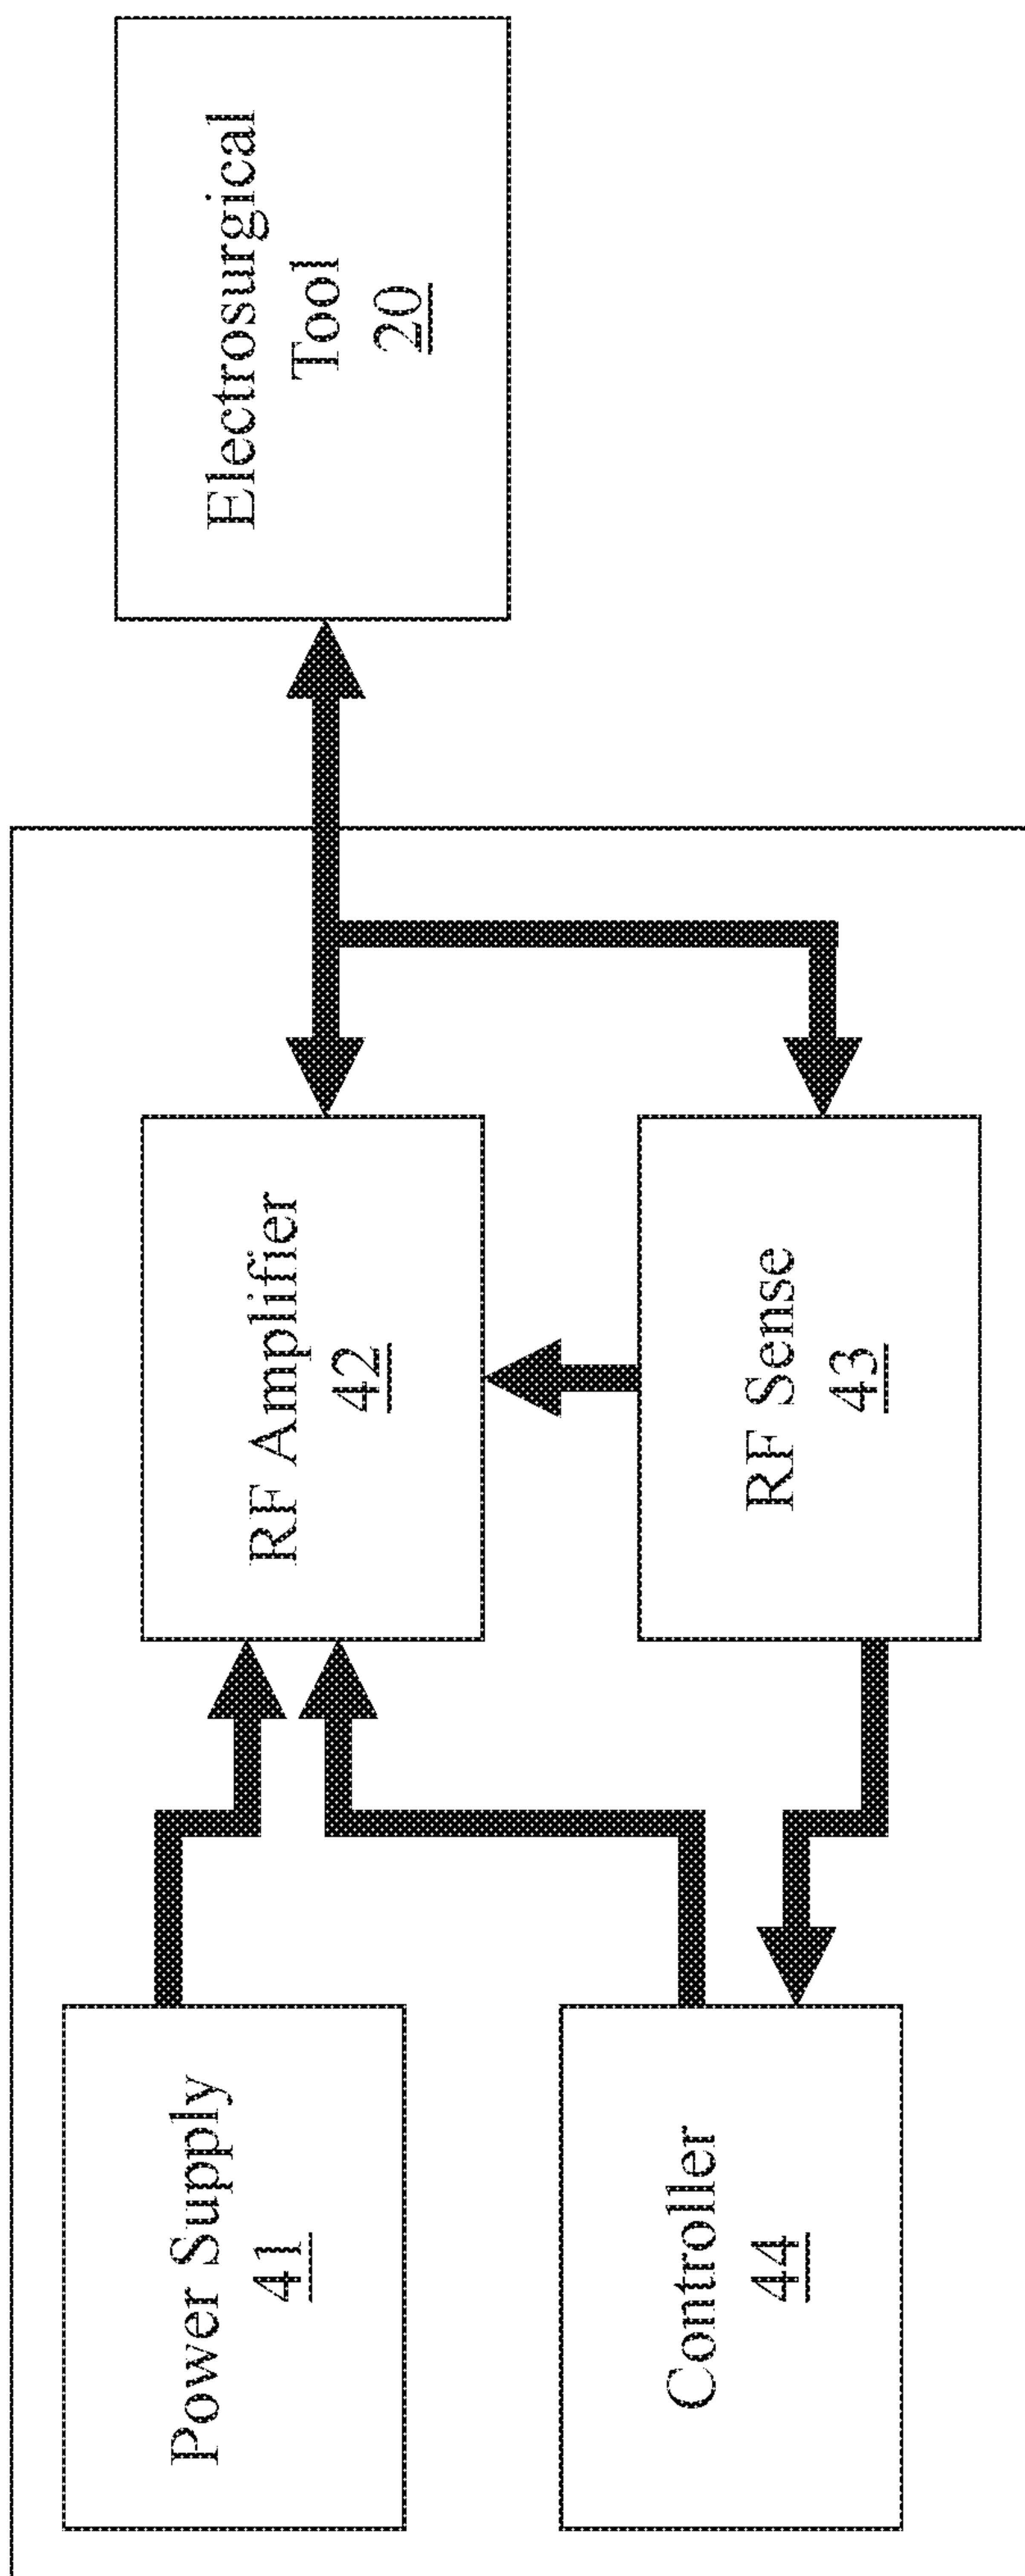 Power Supply
41
RF Amplifier
42
Electrosurgical
Tool
20
Controller
44
RF Sense
43